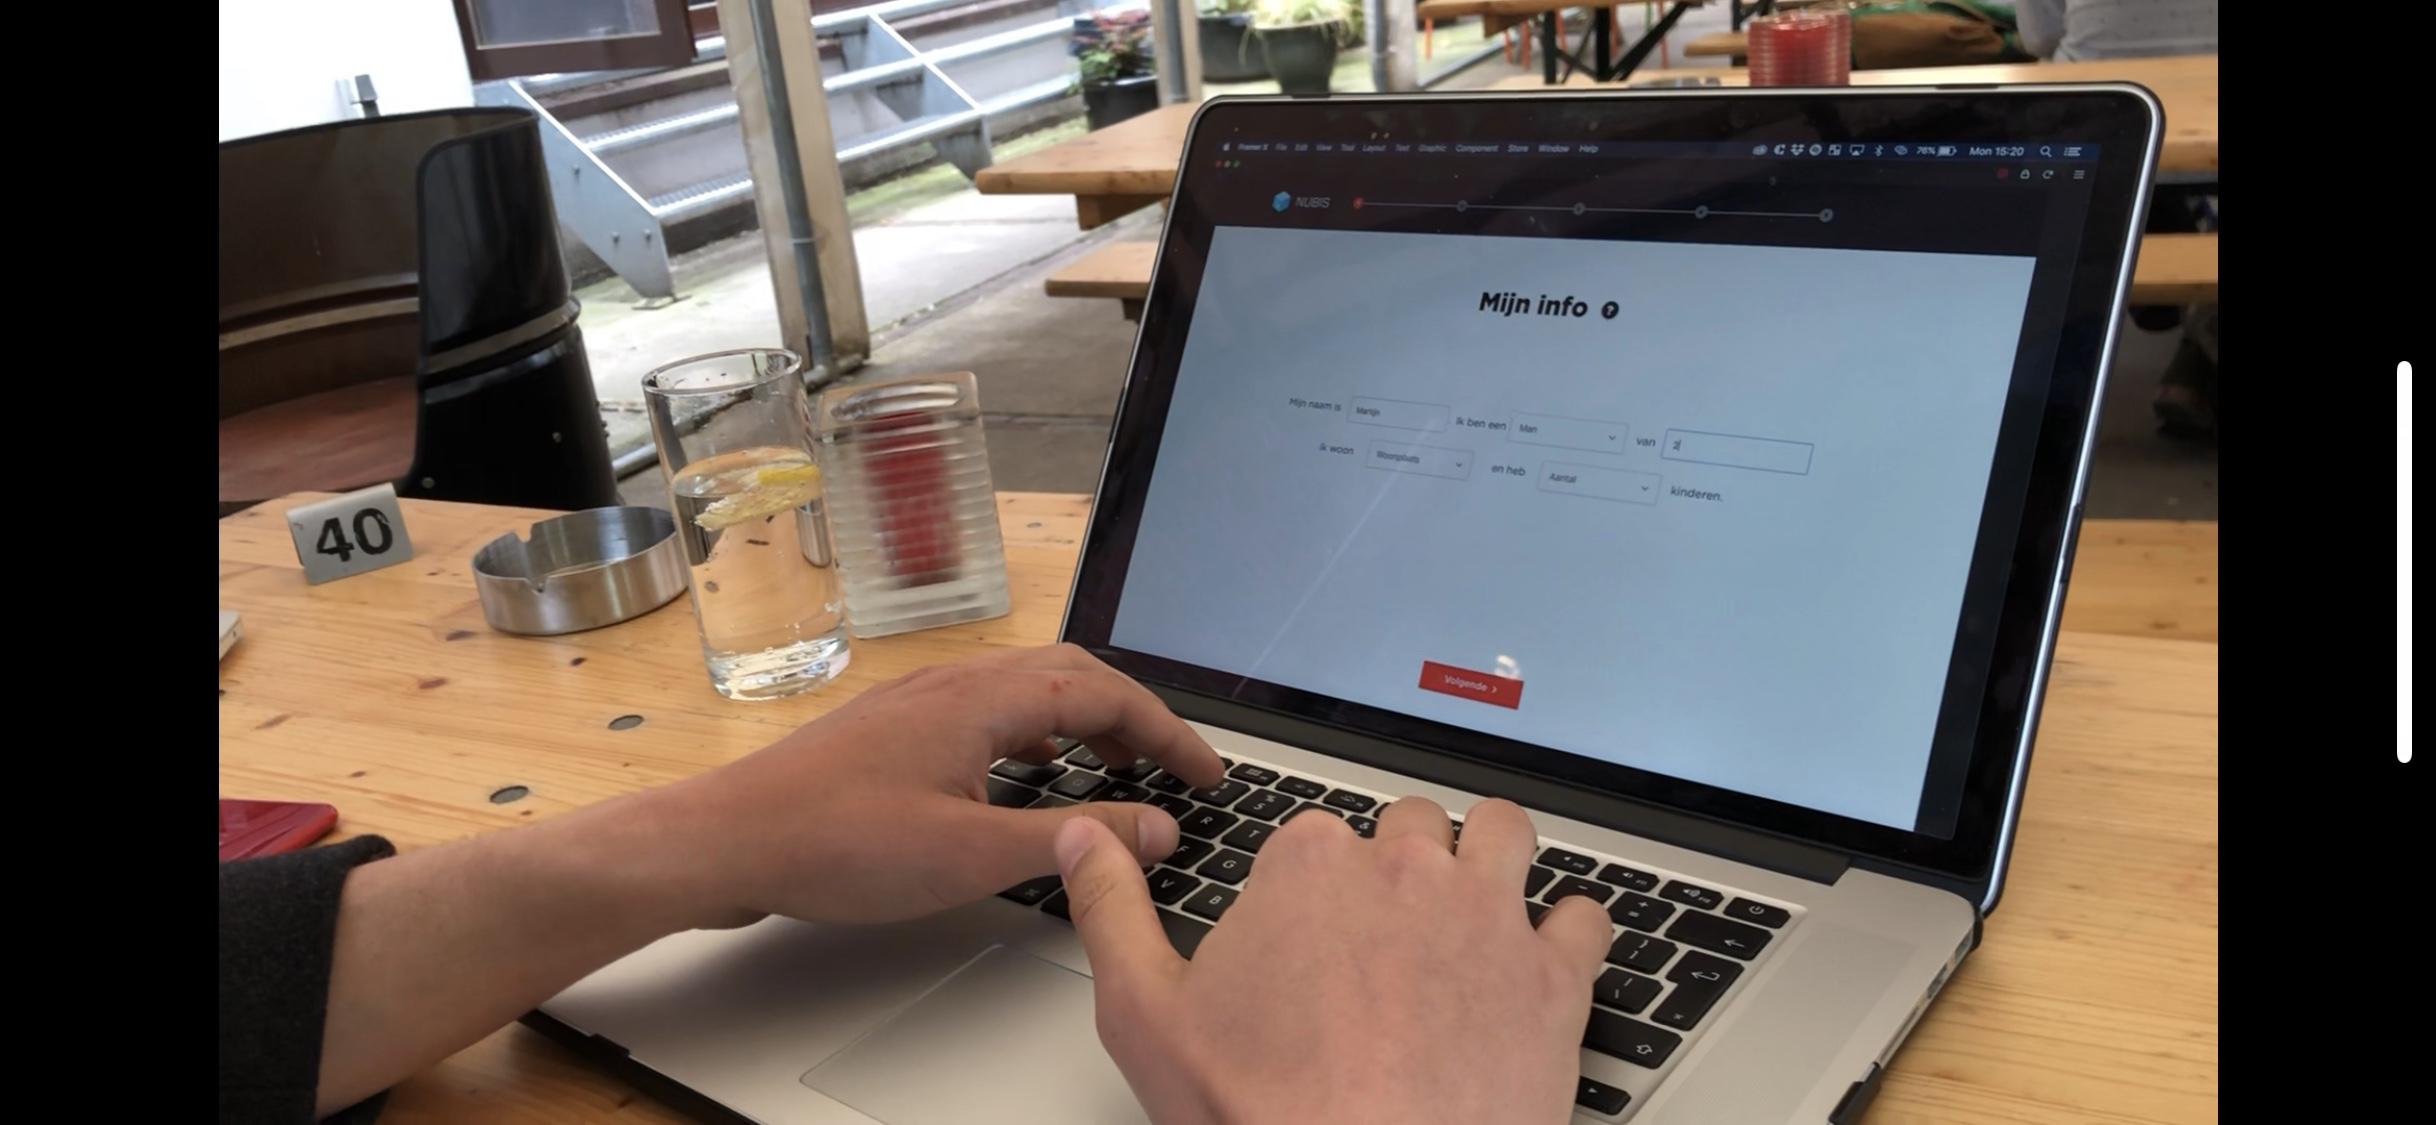 Framer X File Edit View Tool Layout Text Graphic Component Store Window Help 76% Mon 15:20
NUBIS
Mijn info ?
Mijn naam is Martijn Ik ben een Man van 2
Ik woon Woonplaats en heb Aantal kinderen.
Volgende >
40
W
R T
F G
V B